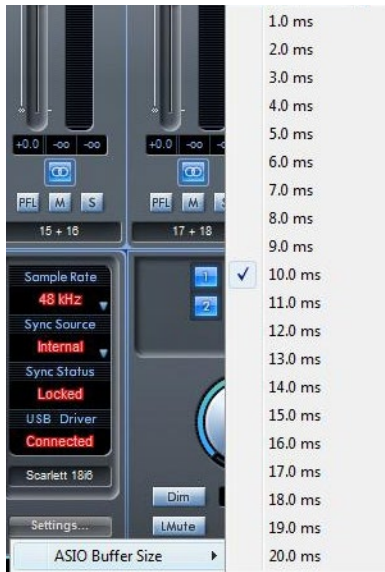 +0.0 -oo -oo
+0.0 -oo -oo
PFL M S
PFL M
15 + 16
17 + 18
Sample Rate
48 kHz
Sync Source
Internal
Sync Status
Locked
USB Driver
Connected
Scarlett 18i6
Settings...
1
2
Dim
LMute
ASIO Buffer Size
1.0 ms
2.0 ms
3.0 ms
4.0 ms
5.0 ms
6.0 ms
7.0 ms
8.0 ms
9.0 ms
10.0 ms
11.0 ms
12.0 ms
13.0 ms
14.0 ms
15.0 ms
16.0 ms
17.0 ms
18.0 ms
19.0 ms
20.0 ms